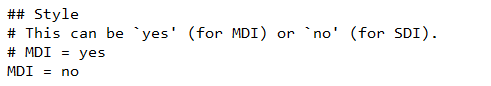 ## Style
# This can be `yes' (for MDI) or `no' (for SDI).
# MDI = yes
MDI = no